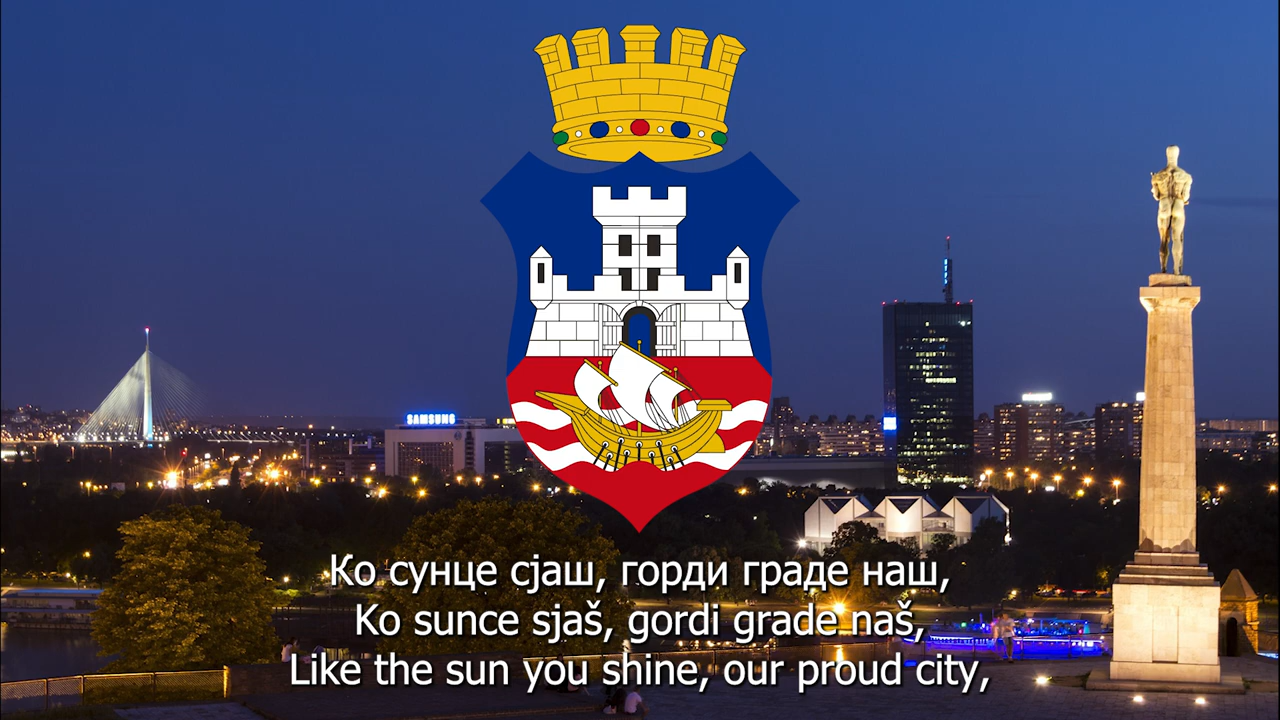 SAMSUNG
Ко сунце сјаш, горди граде наш,
Ko sunce sjaš, gordi grade naš,
Like the sun you shine, our proud city,